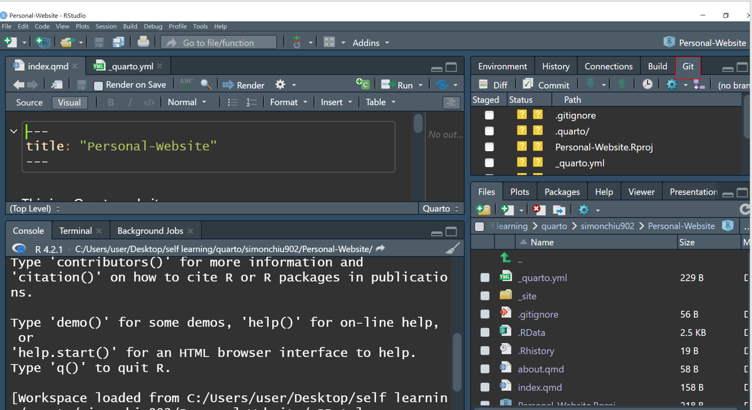 Personal-Website - RStudio
File Edit Code View Plots Session Build Debug Profile Tools Help
Go to file/function
Addins
Personal-Website
index.qmd
_quarto.yml
Render on Save
ABC
Render
Run
Source Visual
B I </> Normal
Format Insert Table
---
title: "Personal-Website"
---
No out...
(Top Level)
Quarto
Console Terminal Background Jobs
R 4.2.1 · C:/Users/user/Desktop/self learning/quarto/simonchiu902/Personal-Website/
Type 'contributors()' for more information and
'citation()' on how to cite R or R packages in publicatio
ns.
Type 'demo()' for some demos, 'help()' for on-line help,
or
'help.start()' for an HTML browser interface to help.
Type 'q()' to quit R.
[Workspace loaded from C:/Users/user/Desktop/self learnin
Environment History Connections Build Git
Diff Commit
(no bran
Staged Status Path
? ? .gitignore
? ? .quarto/
? ? Personal-Website.Rproj
? ? _quarto.yml
Files Plots Packages Help Viewer Presentation
learning > quarto > simonchiu902 > Personal-Website
Name Size M
..
_quarto.yml 229 B
_site
.gitignore 56 B
.RData 2.5 KB
.Rhistory 19 B
about.qmd 58 B
index.qmd 158 B
Personal-Website.Rproj 218 B